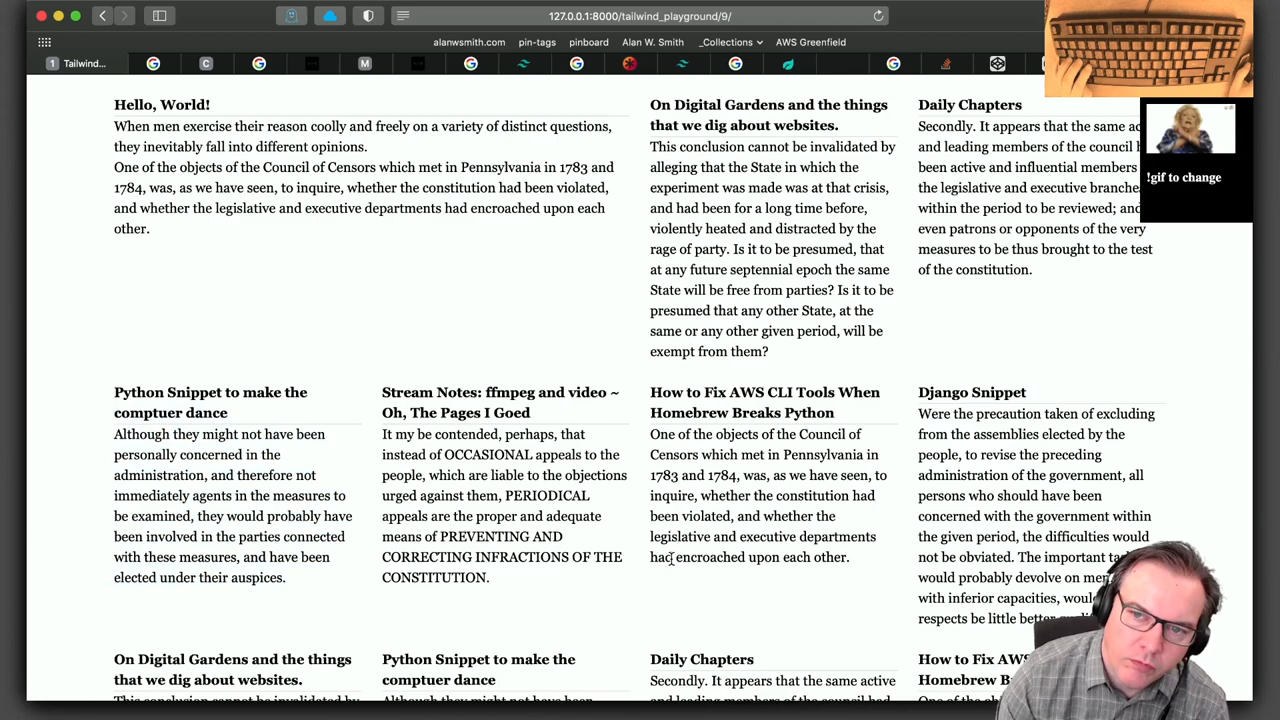 127.0.0.1:8000/tailwind_playground/9/
alanwsmith.com pin-tags pinboard Alan W. Smith _Collections AWS Greenfield
1 Tailwind...
Hello, World!
When men exercise their reason coolly and freely on a variety of distinct questions,
they inevitably fall into different opinions.
One of the objects of the Council of Censors which met in Pennsylvania in 1783 and
1784, was, as we have seen, to inquire, whether the constitution had been violated,
and whether the legislative and executive departments had encroached upon each
other.
On Digital Gardens and the things
that we dig about websites.
This conclusion cannot be invalidated by
alleging that the State in which the
experiment was made was at that crisis,
and had been for a long time before,
violently heated and distracted by the
rage of party. Is it to be presumed, that
at any future septennial epoch the same
State will be free from parties? Is it to be
presumed that any other State, at the
same or any other given period, will be
exempt from them?
Daily Chapters
Secondly. It appears that the same
and leading members of the council
been active and influential members
the legislative and executive branche
within the period to be reviewed; and
even patrons or opponents of the very
measures to be thus brought to the test
of the constitution.
!gif to change
Python Snippet to make the
comptuer dance
Although they might not have been
personally concerned in the
administration, and therefore not
immediately agents in the measures to
be examined, they would probably have
been involved in the parties connected
with these measures, and have been
elected under their auspices.
Stream Notes: ffmpeg and video ~
Oh, The Pages I Goed
It my be contended, perhaps, that
instead of OCCASIONAL appeals to the
people, which are liable to the objections
urged against them, PERIODICAL
appeals are the proper and adequate
means of PREVENTING AND
CORRECTING INFRACTIONS OF THE
CONSTITUTION.
How to Fix AWS CLI Tools When
Homebrew Breaks Python
One of the objects of the Council of
Censors which met in Pennsylvania in
1783 and 1784, was, as we have seen, to
inquire, whether the constitution had
been violated, and whether the
legislative and executive departments
had encroached upon each other.
Django Snippet
Were the precaution taken of excluding
from the assemblies elected by the
people, to revise the preceding
administration of the government, all
persons who should have been
concerned with the government within
the given period, the difficulties would
not be obviated. The important
would probably devolve on men
with inferior capacities,
respects be little better
On Digital Gardens and the things
that we dig about websites.
This conclusion cannot be invalidated by
Python Snippet to make the
comptuer dance
Although they might not have been
Daily Chapters
Secondly. It appears that the same active
and leading members of the council had
How to Fix AWS
Homebrew B
One of the